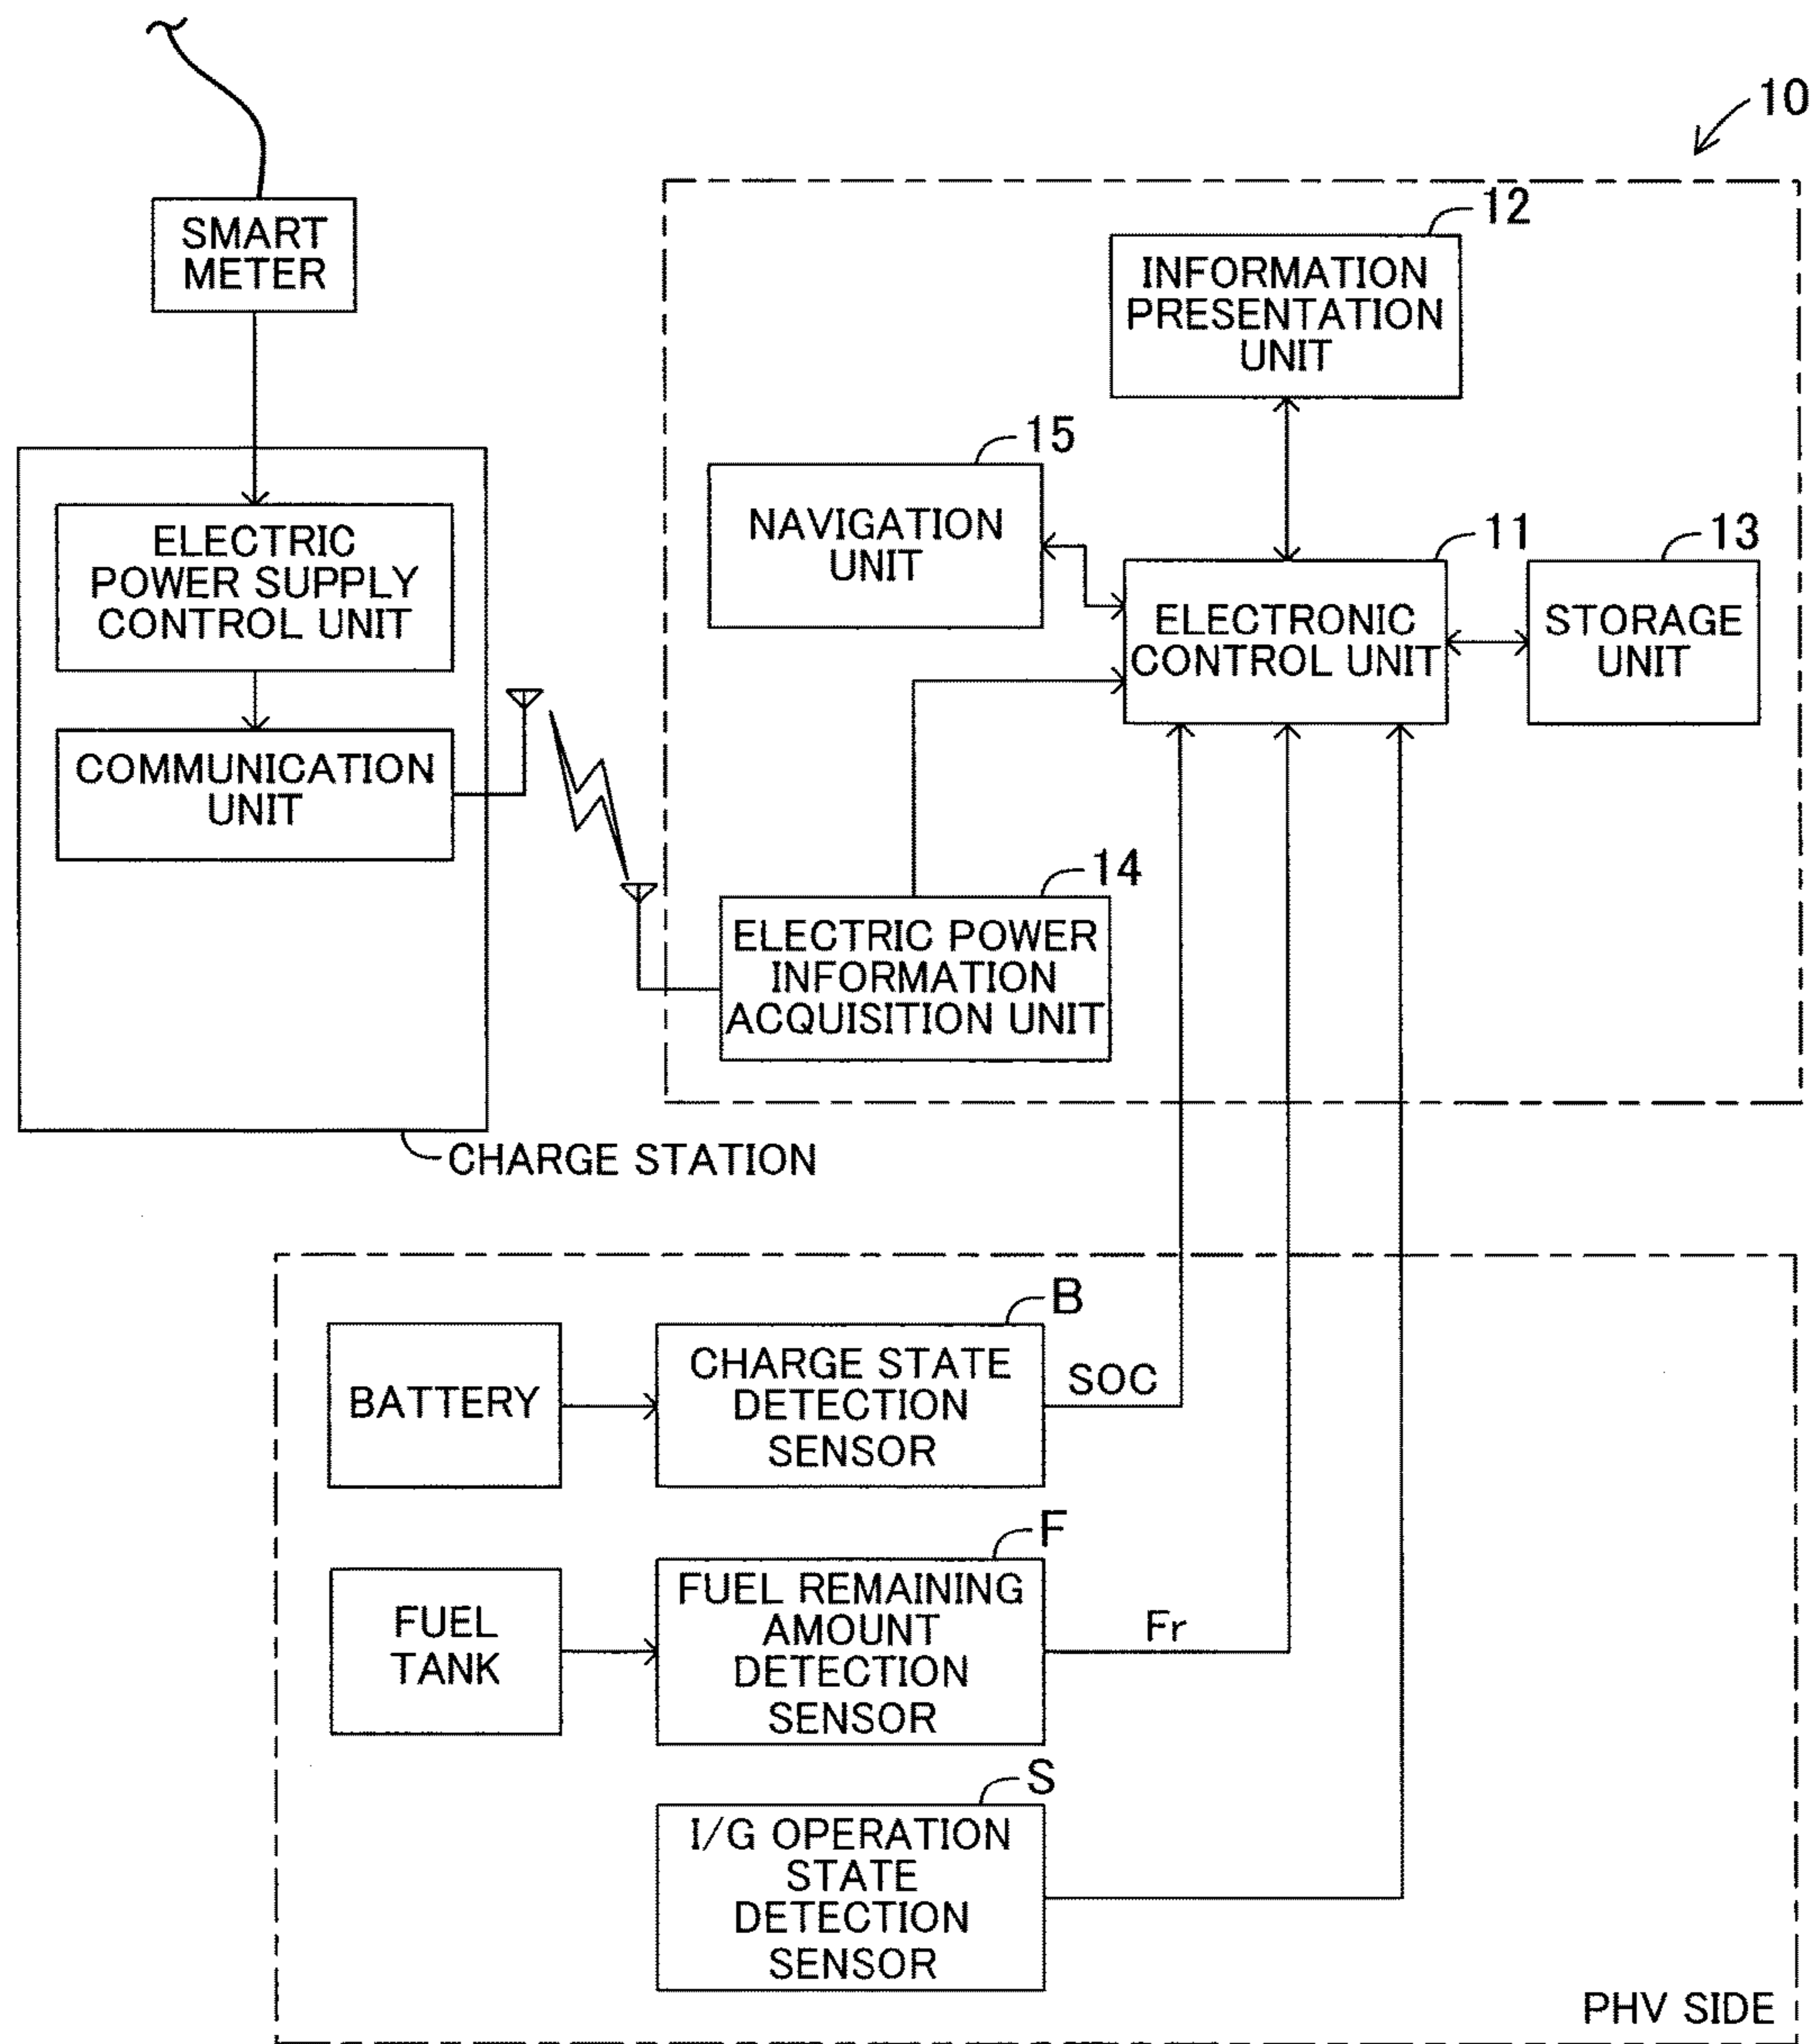 10
SMART
METER
12
INFORMATION
PRESENTATION
UNIT
15
NAVIGATION
UNIT
11
ELECTRONIC
CONTROL UNIT
13
STORAGE
UNIT
ELECTRIC
POWER SUPPLY
CONTROL UNIT
COMMUNICATION
UNIT
14
ELECTRIC POWER
INFORMATION
ACQUISITION UNIT
CHARGE STATION
BATTERY
B
CHARGE STATE
DETECTION
SENSOR
SOC
FUEL
TANK
F
FUEL REMAINING
AMOUNT
DETECTION
SENSOR
Fr
S
I/G OPERATION
STATE
DETECTION
SENSOR
PHV SIDE